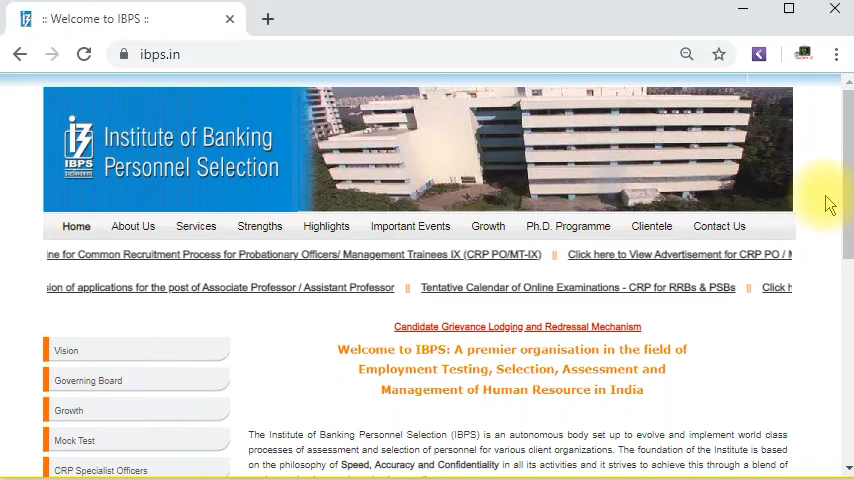 :: Welcome to IBPS ::
ibps.in
IBPS
Institute of Banking
Personnel Selection
Home About Us Services Strengths Highlights Important Events Growth Ph.D. Programme Clientele Contact Us
ine for Common Recruitment Process for Probationary Officers/ Management Trainees IX (CRP PO/MT-IX) || Click here to View Advertisement for CRP PO / M
ion of applications for the post of Associate Professor / Assistant Professor || Tentative Calendar of Online Examinations - CRP for RRBs & PSBs || Click h
Candidate Grievance Lodging and Redressal Mechanism
Welcome to IBPS: A premier organisation in the field of
Employment Testing, Selection, Assessment and
Management of Human Resource in India
Vision
Governing Board
Growth
Mock Test
CRP Specialist Officers
The Institute of Banking Personnel Selection (IBPS) is an autonomous body set up to evolve and implement world class
processes of assessment and selection of personnel for various client organizations. The foundation of the Institute is based
on the philosophy of Speed, Accuracy and Confidentiality in all its activities and it strives to achieve this through a blend of